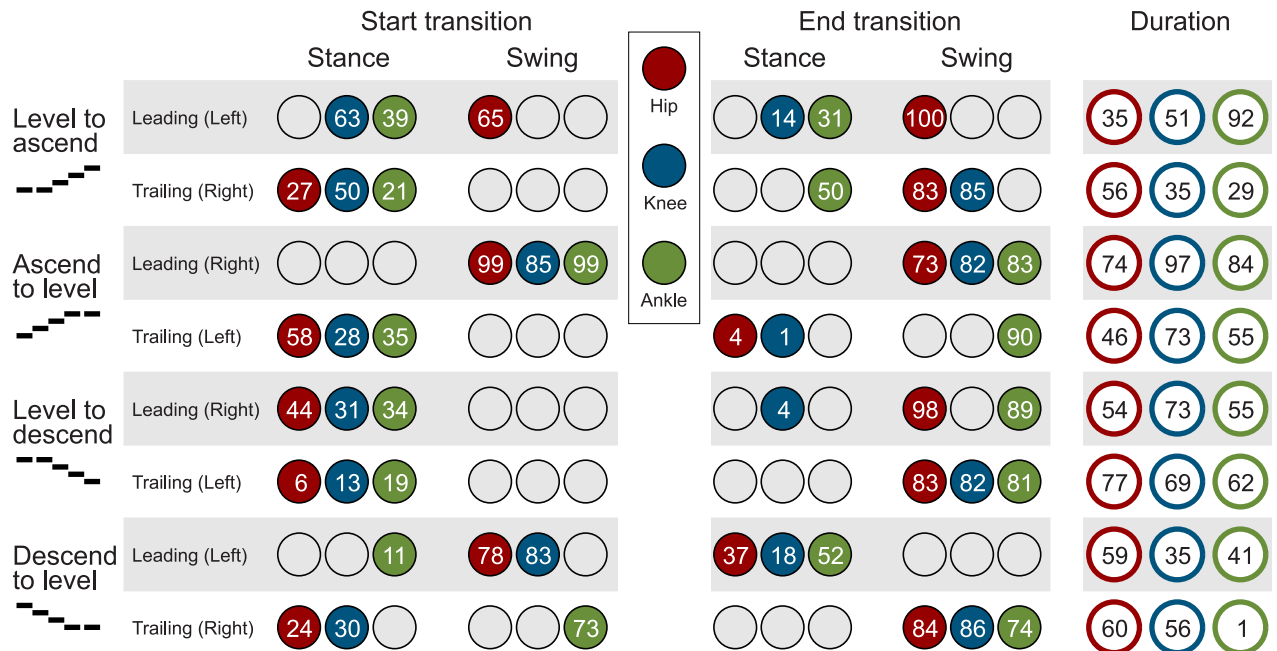 Start transition End transition Duration
Stance Swing Stance Swing
Hip
Knee
Ankle
Level to
ascend
Leading (Left) 63 39 65 14 31 100 35 51 92
Trailing (Right) 27 50 21 50 83 85 56 35 29
Ascend
to level
Leading (Right) 99 85 99 73 82 83 74 97 84
Trailing (Left) 58 28 35 4 1 90 46 73 55
Level to
descend
Leading (Right) 44 31 34 4 98 89 54 73 55
Trailing (Left) 6 13 19 83 82 81 77 69 62
Descend
to level
Leading (Left) 11 78 83 37 18 52 59 35 41
Trailing (Right) 24 30 73 84 86 74 60 56 1